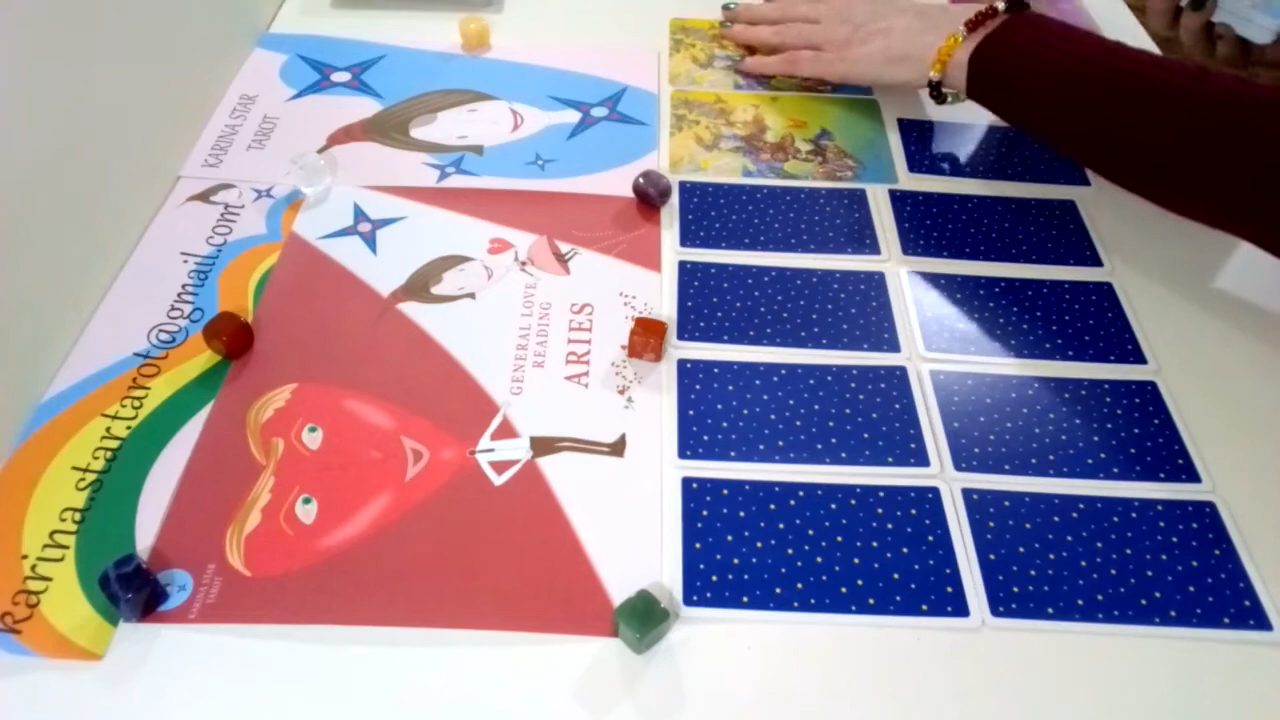 KARINA STAR
TAROT
karina.star.tarot@gmail.com
GENERAL LOVE
READING
ARIES
KARINA STAR
TAROT